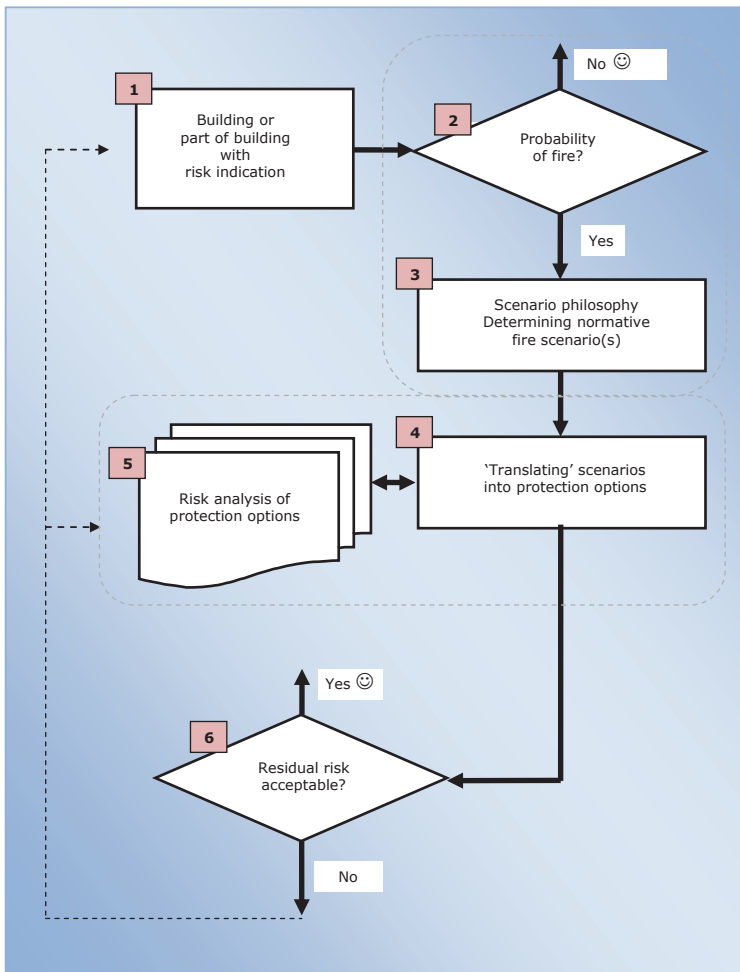 1
Building or
part of building
with
risk indication
No ☺
2
Probability
of fire?
Yes
3
Scenario philosophy
Determining normative
fire scenario(s)
4
‘Translating’ scenarios
into protection options
5
Risk analysis of
protection options
Yes ☺
6
Residual risk
acceptable?
No